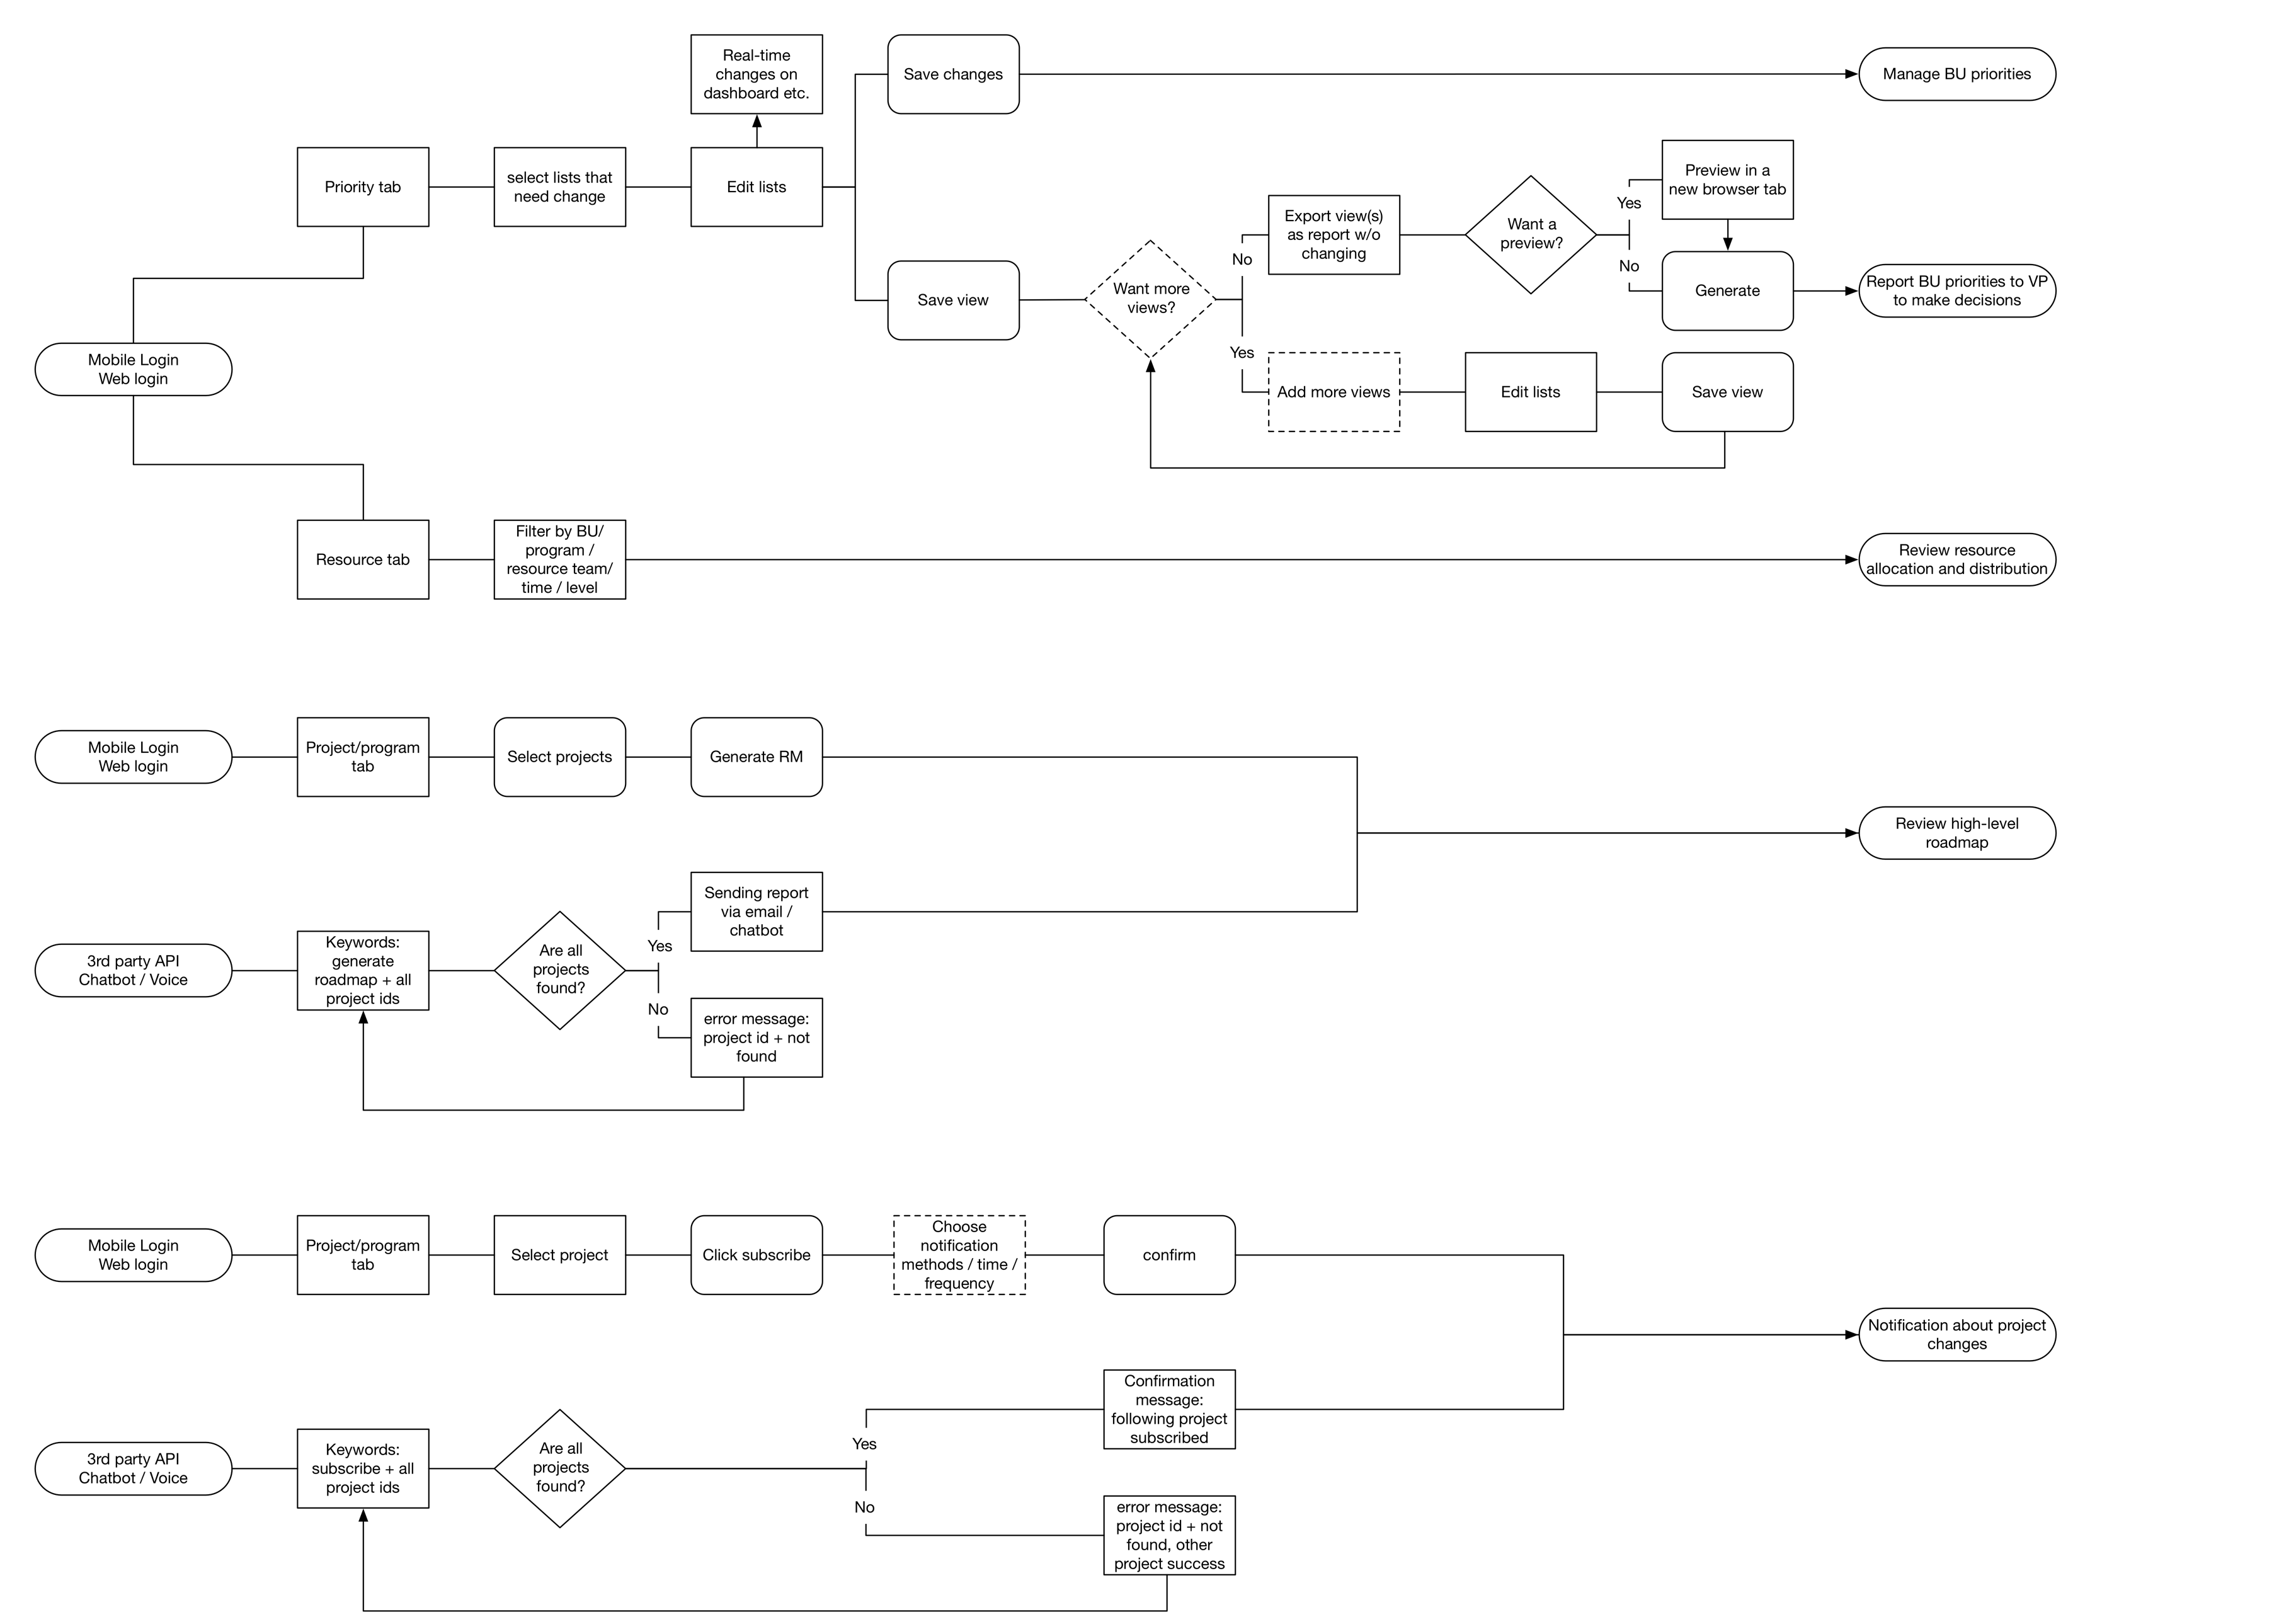 Real-time
changes on
dashboard etc.
Save changes
Manage BU priorities
Priority tab
select lists that
need change
Edit lists
Preview in a
new browser tab
Yes
Export view(s)
as report w/o
changing
Want a
preview?
No
No
Want more
views?
Save view
Generate
Report BU priorities to VP
to make decisions
Yes
Mobile Login
Web login
Add more views
Edit lists
Save view
Resource tab
Filter by BU/
program /
resource team/
time / level
Review resource
allocation and distribution
Mobile Login
Web login
Project/program
tab
Select projects
Generate RM
Review high-level
roadmap
Sending report
via email /
chatbot
Yes
3rd party API
Chatbot / Voice
Keywords:
generate
roadmap + all
project ids
Are all
projects
found?
No
error message:
project id + not
found
Mobile Login
Web login
Project/program
tab
Select project
Click subscribe
Choose
notification
methods / time /
frequency
confirm
Notification about project
changes
Confirmation
message:
following project
subscribed
Yes
3rd party API
Chatbot / Voice
Keywords:
subscribe + all
project ids
Are all
projects
found?
No
error message:
project id + not
found, other
project success